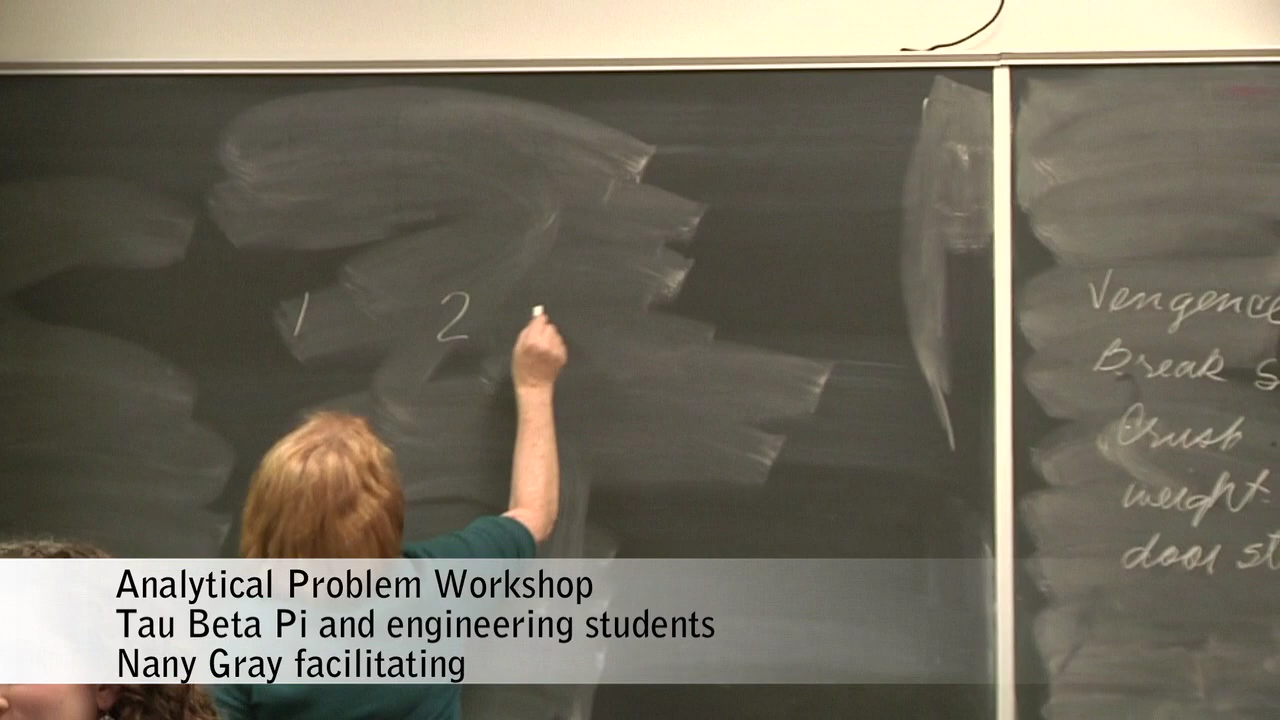 1 2
Vengence
Break
Crush
weight
door
Analytical Problem Workshop
Tau Beta Pi and engineering students
Nany Gray facilitating